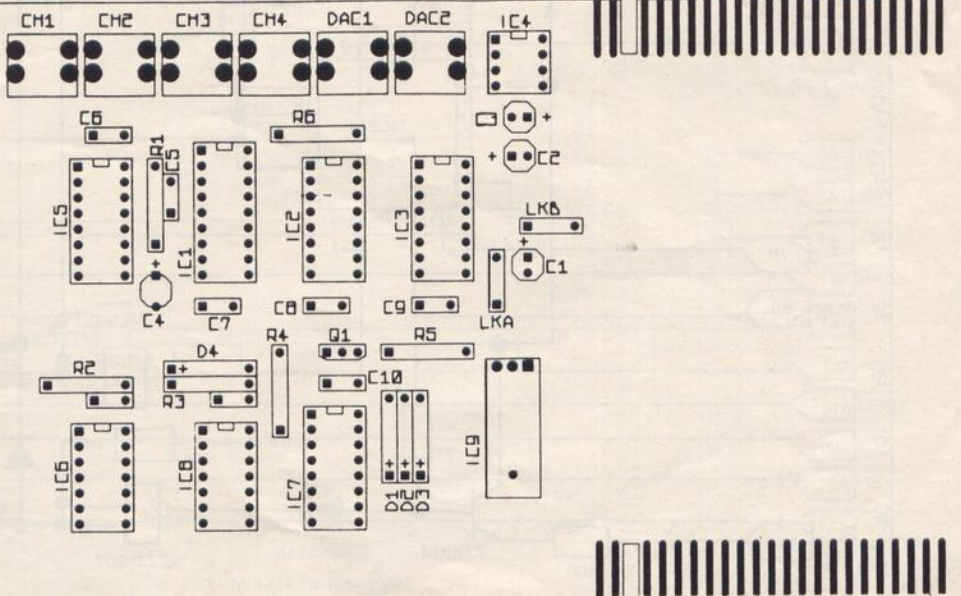 CH1 CH2 CH3 CH4 DAC1 DAC2 IC4
C6 R6 C3 +
R1 C5 + C2
IC5 IC1 IC2 IC3 LKB
+ + C1
C4 C7 C8 C9 LKA
R4 Q1 R5
D4
R2 + C10
R3
IC6 IC8 IC7 + + + IC9
D1 D2 D3